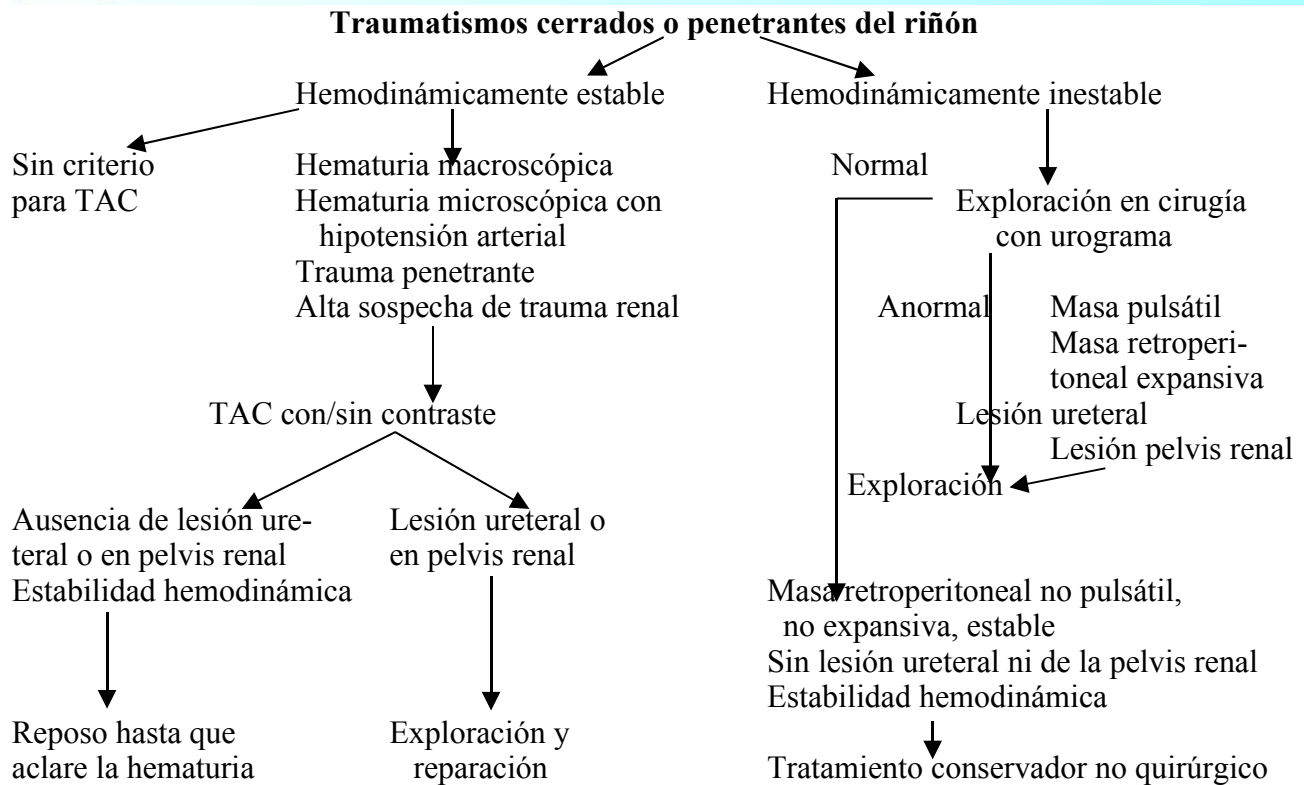 Traumatismos cerrados o penetrantes del riñón
Hemodinámicamente estable
Hemodinámicamente inestable
Sin criterio
para TAC
Hematuria macroscópica
Hematuria microscópica con
hipotensión arterial
Trauma penetrante
Alta sospecha de trauma renal
Normal
Exploración en cirugía
con urograma
Anormal
Masa pulsátil
Masa retroperi-
toneal expansiva
Lesión ureteral
Lesión pelvis renal
Exploración
TAC con/sin contraste
Ausencia de lesión ure-
teral o en pelvis renal
Estabilidad hemodinámica
Lesión ureteral o
en pelvis renal
Masa retroperitoneal no pulsátil,
no expansiva, estable
Sin lesión ureteral ni de la pelvis renal
Estabilidad hemodinámica
Reposo hasta que
aclare la hematuria
Exploración y
reparación
Tratamiento conservador no quirúrgico